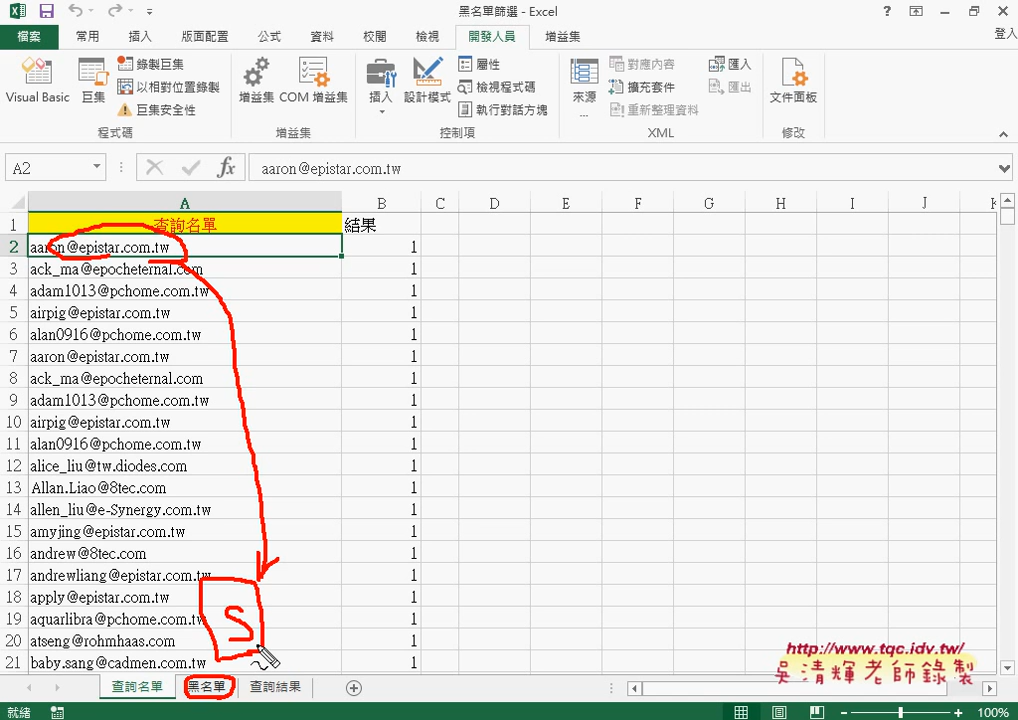 黑名單篩選 - Excel
登入
檔案 常用 插入 版面配置 公式 資料 校閱 檢視 開發人員 增益集
Visual Basic 巨集 錄製巨集 以相對位置錄製 巨集安全性 增益集 COM 增益集 插入 設計模式 屬性 檢視程式碼 執行對話方塊 來源 ... 對應內容 擴充套件 重新整理資料 匯入 匯出 文件面板
程式碼 增益集 控制項 XML 修改
A2 fx aaron@epistar.com.tw
A B C D E F G H I J K
1 查詢名單 結果
2 aaron@epistar.com.tw 1
3 ack_ma@epocheternal.com 1
4 adam1013@pchome.com.tw 1
5 airpig@epistar.com.tw 1
6 alan0916@pchome.com.tw 1
7 aaron@epistar.com.tw 1
8 ack_ma@epocheternal.com 1
9 adam1013@pchome.com.tw 1
10 airpig@epistar.com.tw 1
11 alan0916@pchome.com.tw 1
12 alice_liu@tw.diodes.com 1
13 Allan.Liao@8tec.com 1
14 allen_liu@e-Synergy.com.tw 1
15 amyjing@epistar.com.tw 1
16 andrew@8tec.com 1
17 andrewliang@epistar.com.tw 1
18 apply@epistar.com.tw 1
19 aquarlibra@pchome.com.tw 1
S
20 atseng@rohmhaas.com 1
21 baby.sang@cadmen.com.tw 1
http://www.tqc.idv.tw/
吳清輝老師錄製
查詢名單 黑名單 查詢結果
就緒 100%